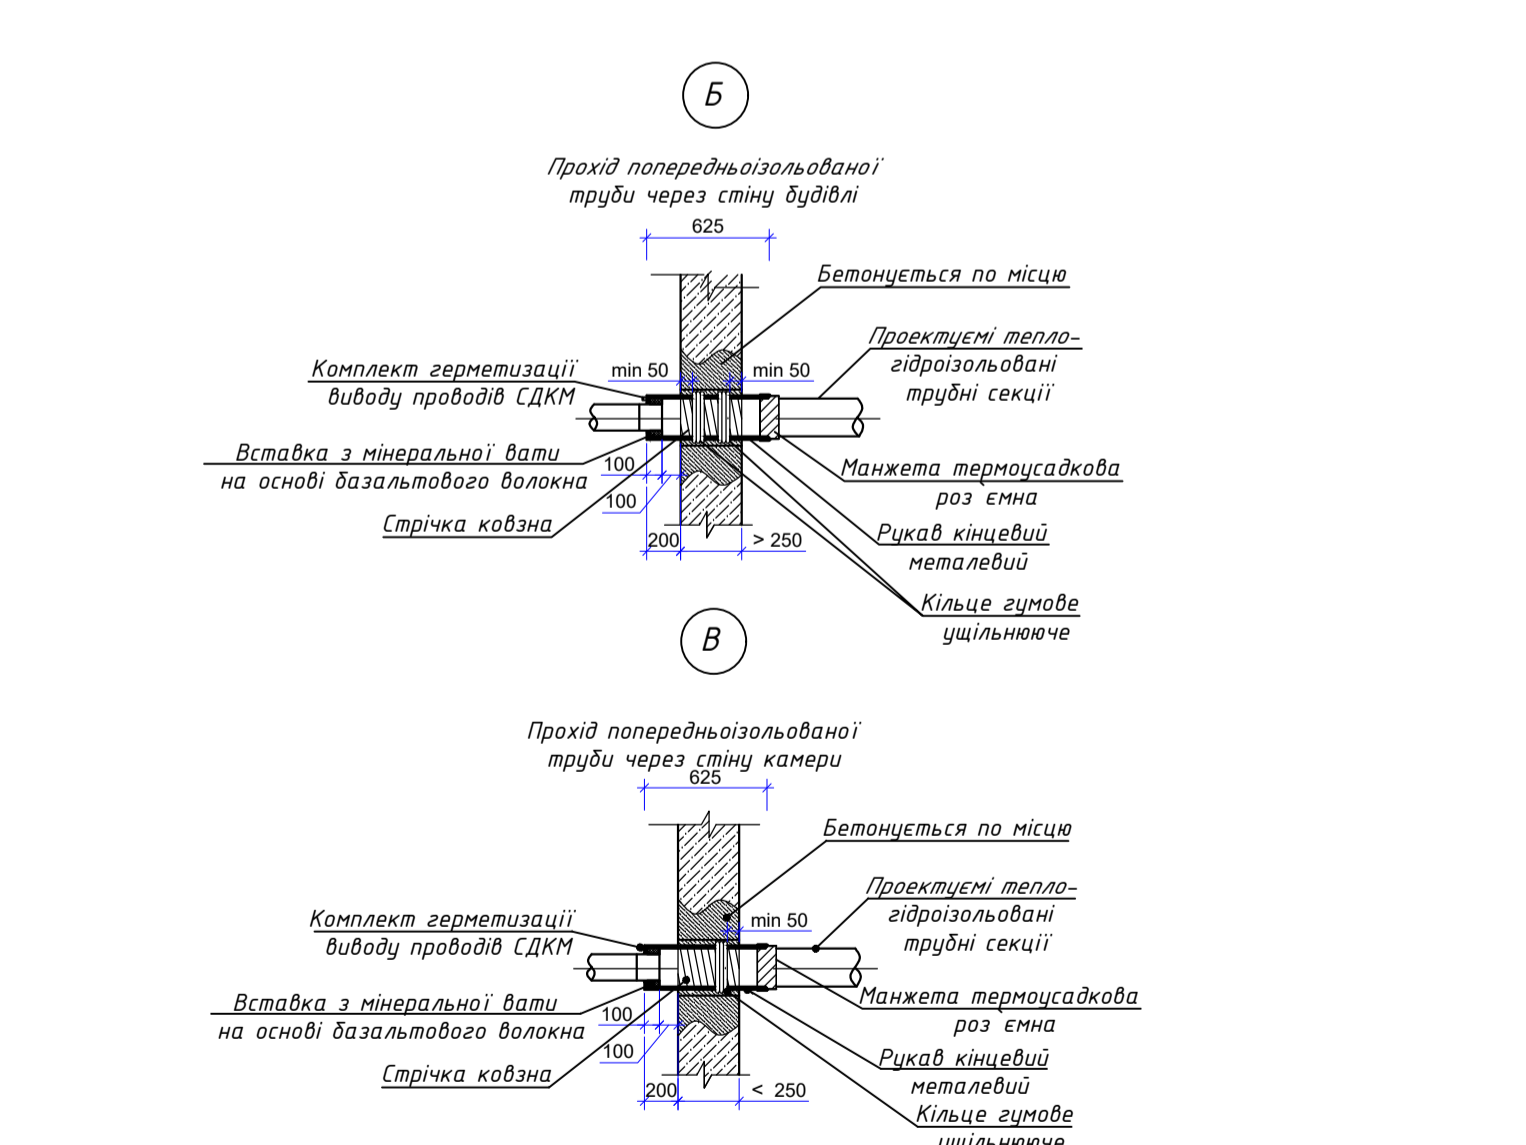 Б
Прохід попередньоізольованої
труби через стіну будівлі
625
Бетонується по місцю
Проектуємі тепло-
гідроізольовані
трубні секції
Комплект герметизації
виводу проводів СДКМ
min 50
min 50
Вставка з мінеральної вати
на основі базальтового волокна
100
100
Манжета термоусадкова
роз`ємна
Стрічка ковзна
Рукав кінцевий
металевий
200
> 250
Кільце гумове
ущільнююче
В
Прохід попередньоізольованої
труби через стіну камери
625
Бетонується по місцю
Проектуємі тепло-
гідроізольовані
трубні секції
Комплект герметизації
виводу проводів СДКМ
min 50
Вставка з мінеральної вати
на основі базальтового волокна
100
100
Манжета термоусадкова
роз`ємна
Стрічка ковзна
Рукав кінцевий
металевий
200
< 250
Кільце гумове
ущільнююче